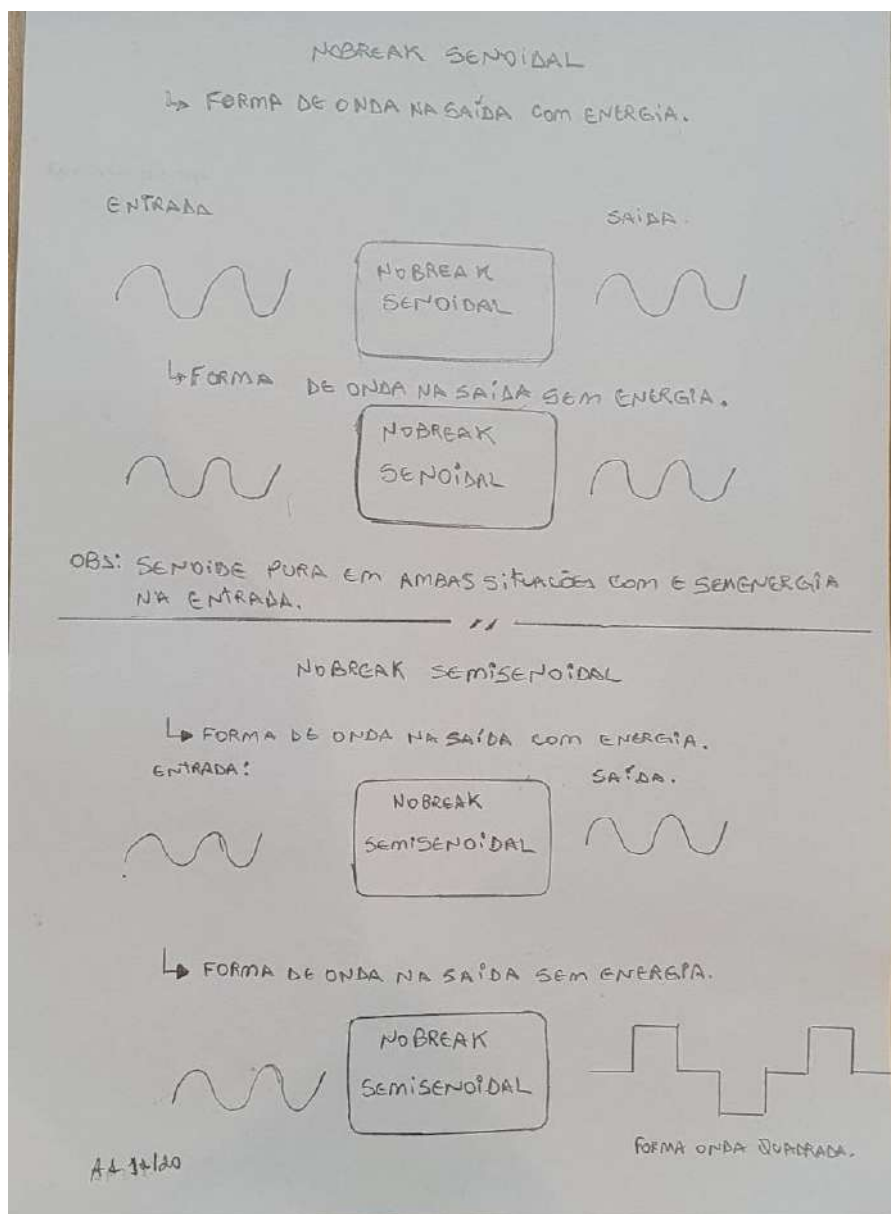 NOBREAK SENOIDAL
↳ FORMA DE ONDA NA SAÍDA COM ENERGIA.
ENTRADA
SAIDA.
NOBREAK
SENOIDAL
↳ FORMA DE ONDA NA SAÍDA SEM ENERGIA.
NOBREAK
SENOIDAL
OBS: SENOIDE PURA EM AMBAS SITUAÇÕES COM E SEM ENERGIA
NA ENTRADA.
NOBREAK SEMISENOIDAL
↳ FORMA DE ONDA NA SAÍDA COM ENERGIA.
ENTRADA:
SAÍDA.
NOBREAK
SEMISENOIDAL
↳ FORMA DE ONDA NA SAÍDA SEM ENERGIA.
NOBREAK
SEMISENOIDAL
FORMA ONDA QUADRADA.